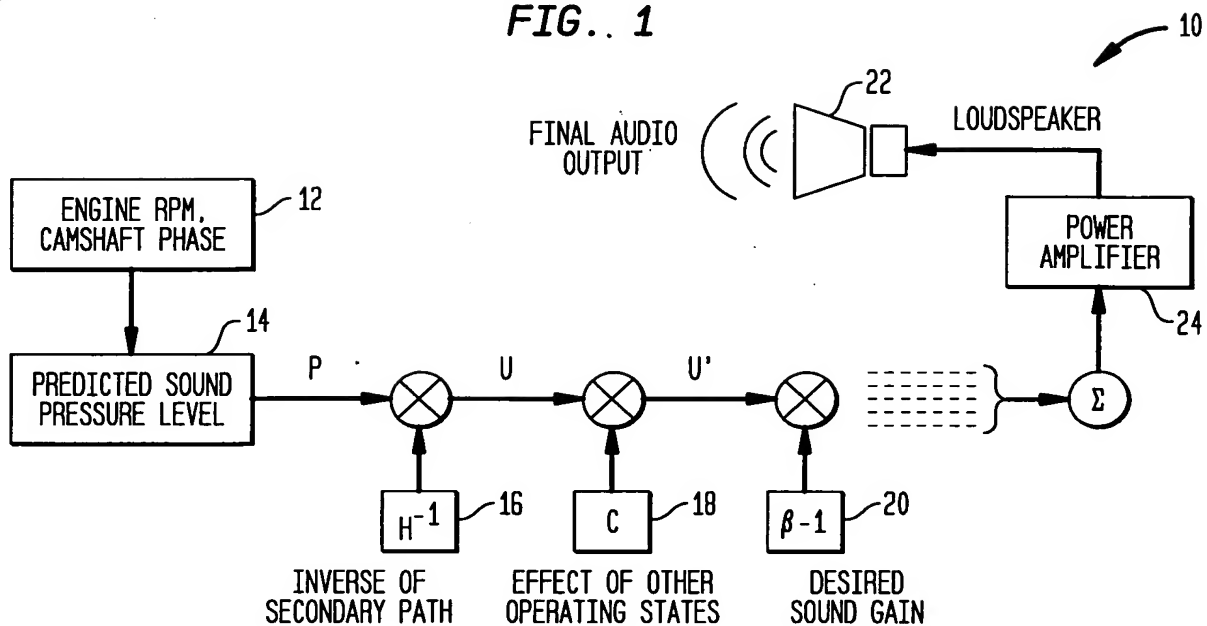 FIG.. 1
10
22
LOUDSPEAKER
FINAL AUDIO
OUTPUT
12
ENGINE RPM,
CAMSHAFT PHASE
POWER
AMPLIFIER
24
14
PREDICTED SOUND
PRESSURE LEVEL
P
U
U'
Σ
H⁻¹
16
C
18
β-1
20
INVERSE OF
SECONDARY PATH
EFFECT OF OTHER
OPERATING STATES
DESIRED
SOUND GAIN